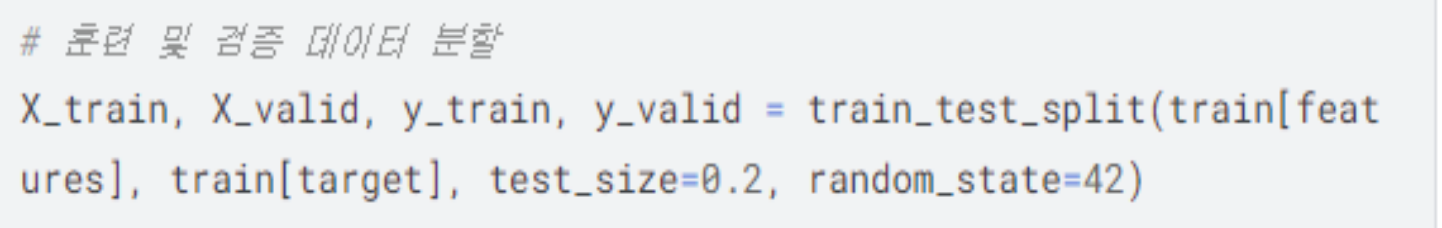 # 훈련 및 검증 데이터 분할
X_train, X_valid, y_train, y_valid = train_test_split(train[feat
ures], train[target], test_size=0.2, random_state=42)